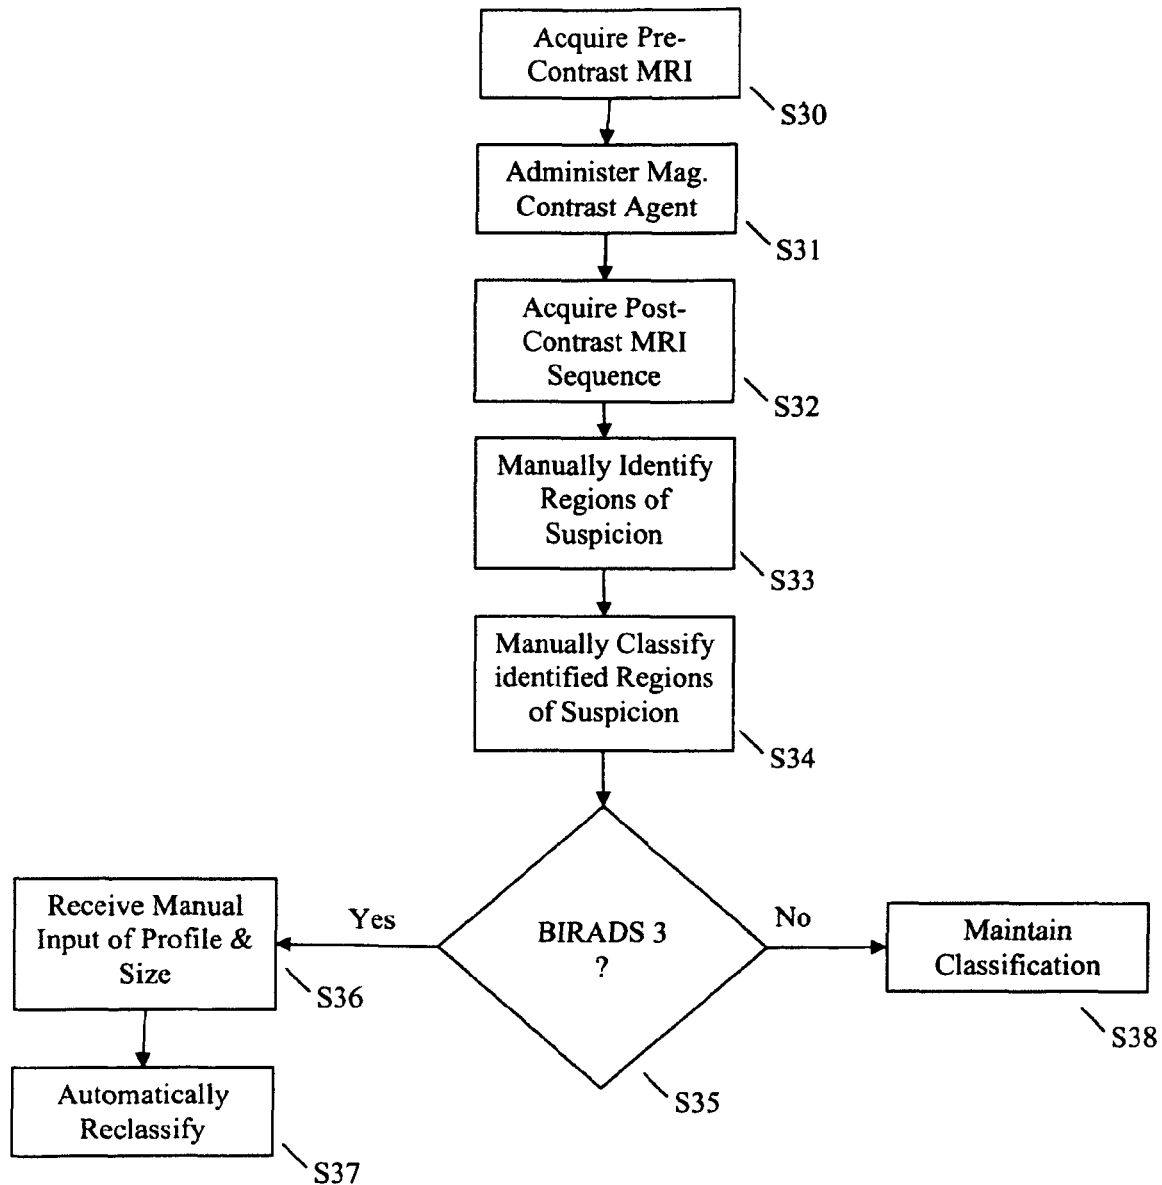 Acquire Pre-
Contrast MRI
S30
Administer Mag.
Contrast Agent
S31
Acquire Post-
Contrast MRI
Sequence
S32
Manually Identify
Regions of
Suspicion
S33
Manually Classify
identified Regions
of Suspicion
S34
BIRADS 3
?
S35
Yes
No
Receive Manual
Input of Profile &
Size
S36
Automatically
Reclassify
S37
Maintain
Classification
S38